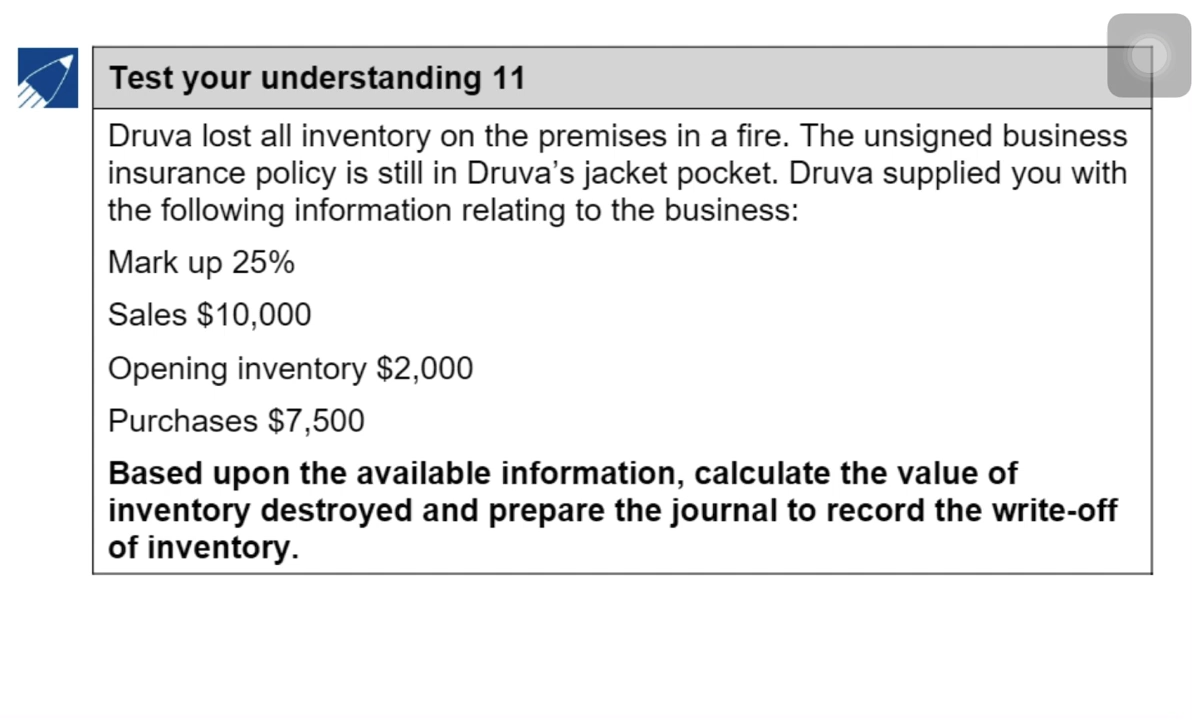 Test your understanding 11
Druva lost all inventory on the premises in a fire. The unsigned business
insurance policy is still in Druva's jacket pocket. Druva supplied you with
the following information relating to the business:
Mark up 25%
Sales $10,000
Opening inventory $2,000
Purchases $7,500
Based upon the available information, calculate the value of
inventory destroyed and prepare the journal to record the write-off
of inventory.